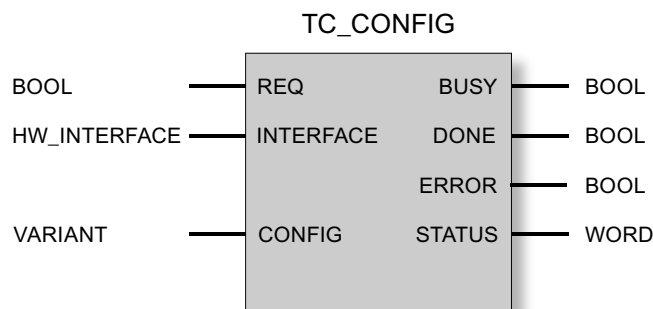 TC_CONFIG
BOOL REQ BUSY BOOL
HW_INTERFACE INTERFACE DONE BOOL
ERROR BOOL
VARIANT CONFIG STATUS WORD